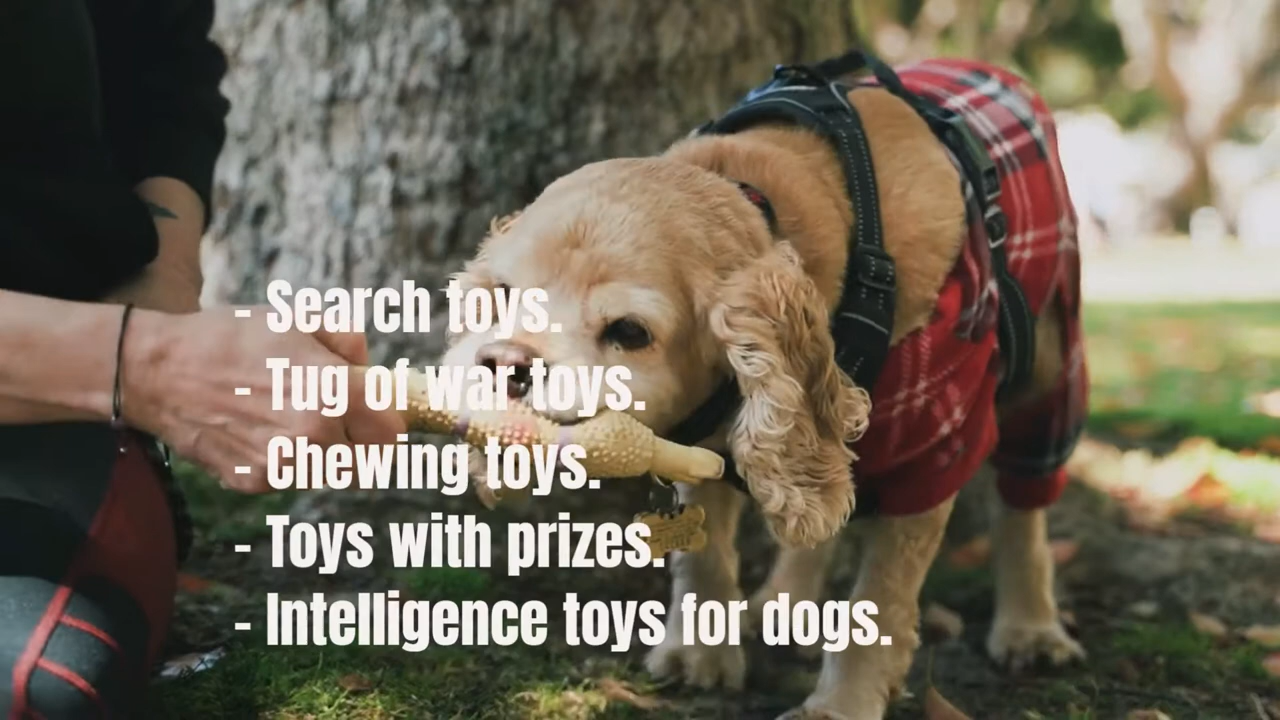 - Search toys.
- Tug of war toys.
- Chewing toys.
- Toys with prizes.
- Intelligence toys for dogs.